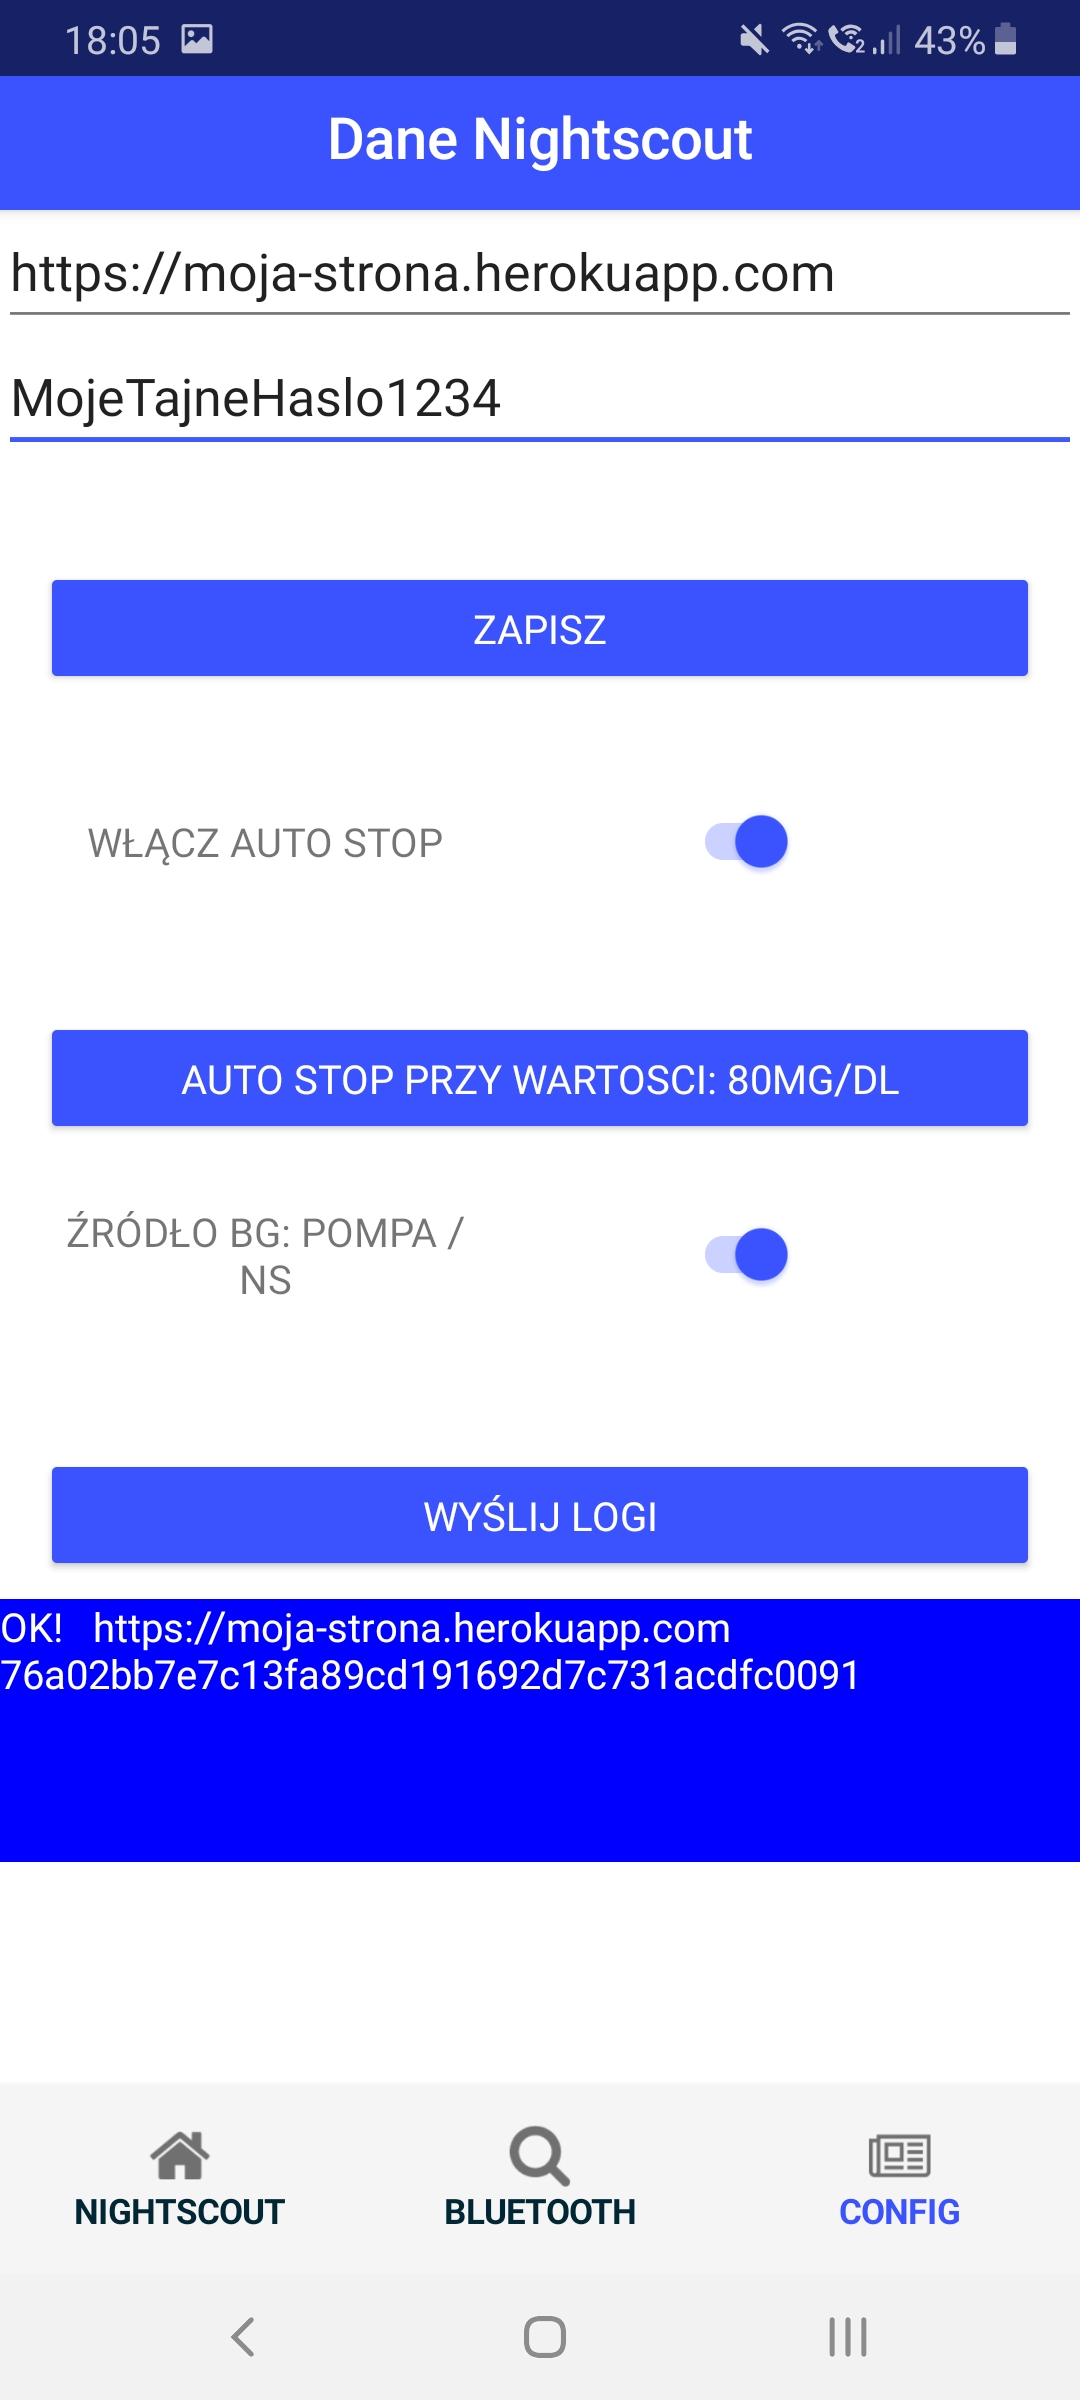 18:05 2 43%
Dane Nightscout
https://moja-strona.herokuapp.com
MojeTajneHaslo1234
ZAPISZ
WŁĄCZ AUTO STOP
AUTO STOP PRZY WARTOSCI: 80MG/DL
ŹRÓDŁO BG: POMPA /
NS
WYŚLIJ LOGI
OK! https://moja-strona.herokuapp.com
76a02bb7e7c13fa89cd191692d7c731acdfc0091
NIGHTSCOUT BLUETOOTH CONFIG